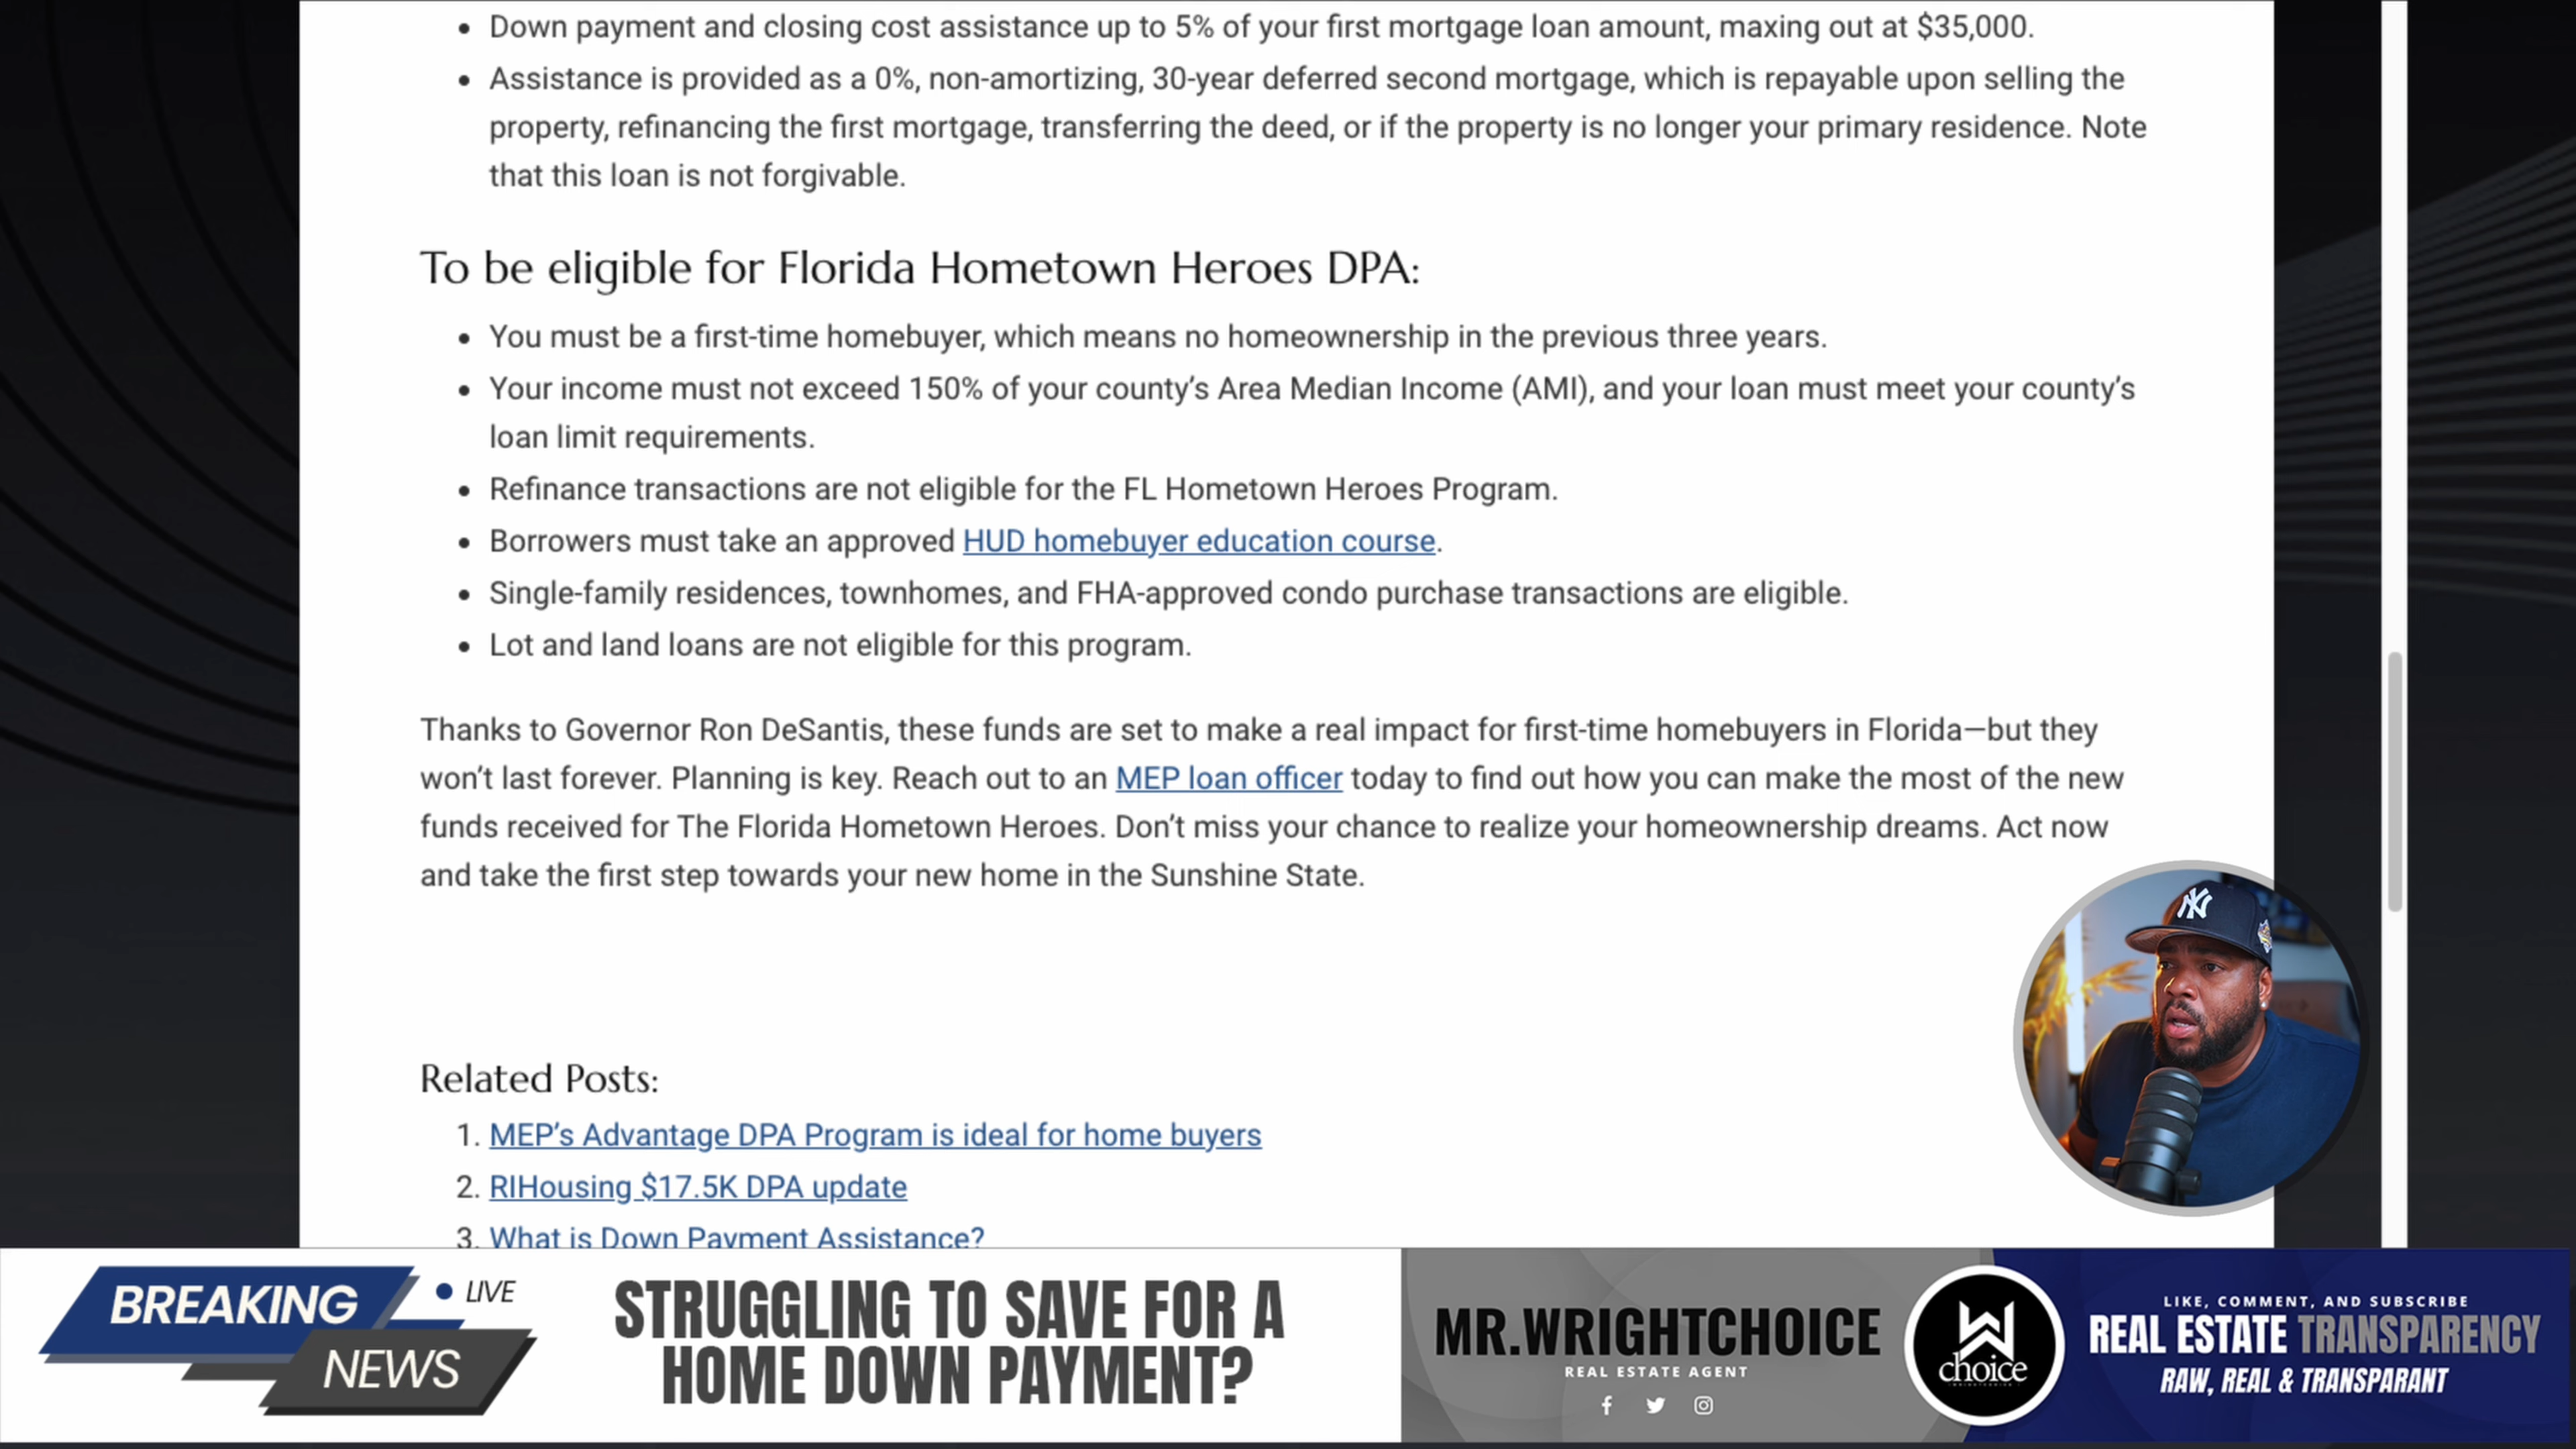 Down payment and closing cost assistance up to 5% of your first mortgage loan amount, maxing out at $35,000.
Assistance is provided as a 0%, non-amortizing, 30-year deferred second mortgage, which is repayable upon selling the
property, refinancing the first mortgage, transferring the deed, or if the property is no longer your primary residence. Note
that this loan is not forgivable.
To be eligible for Florida Hometown Heroes DPA:
You must be a first-time homebuyer, which means no homeownership in the previous three years.
Your income must not exceed 150% of your county’s Area Median Income (AMI), and your loan must meet your county’s
loan limit requirements.
Refinance transactions are not eligible for the FL Hometown Heroes Program.
Borrowers must take an approved HUD homebuyer education course.
Single-family residences, townhomes, and FHA-approved condo purchase transactions are eligible.
Lot and land loans are not eligible for this program.
Thanks to Governor Ron DeSantis, these funds are set to make a real impact for first-time homebuyers in Florida—but they
won’t last forever. Planning is key. Reach out to an MEP loan officer today to find out how you can make the most of the new
funds received for The Florida Hometown Heroes. Don’t miss your chance to realize your homeownership dreams. Act now
and take the first step towards your new home in the Sunshine State.
NY
Related Posts:
1. MEP’s Advantage DPA Program is ideal for home buyers
2. RIHousing $17.5K DPA update
3. What is Down Payment Assistance?
BREAKING
LIVE
NEWS
STRUGGLING TO SAVE FOR A
HOME DOWN PAYMENT?
MR.WRIGHTCHOICE
REAL ESTATE AGENT
W
choice
LIKE, COMMENT, AND SUBSCRIBE
REAL ESTATE TRANSPARENCY
RAW, REAL & TRANSPARANT